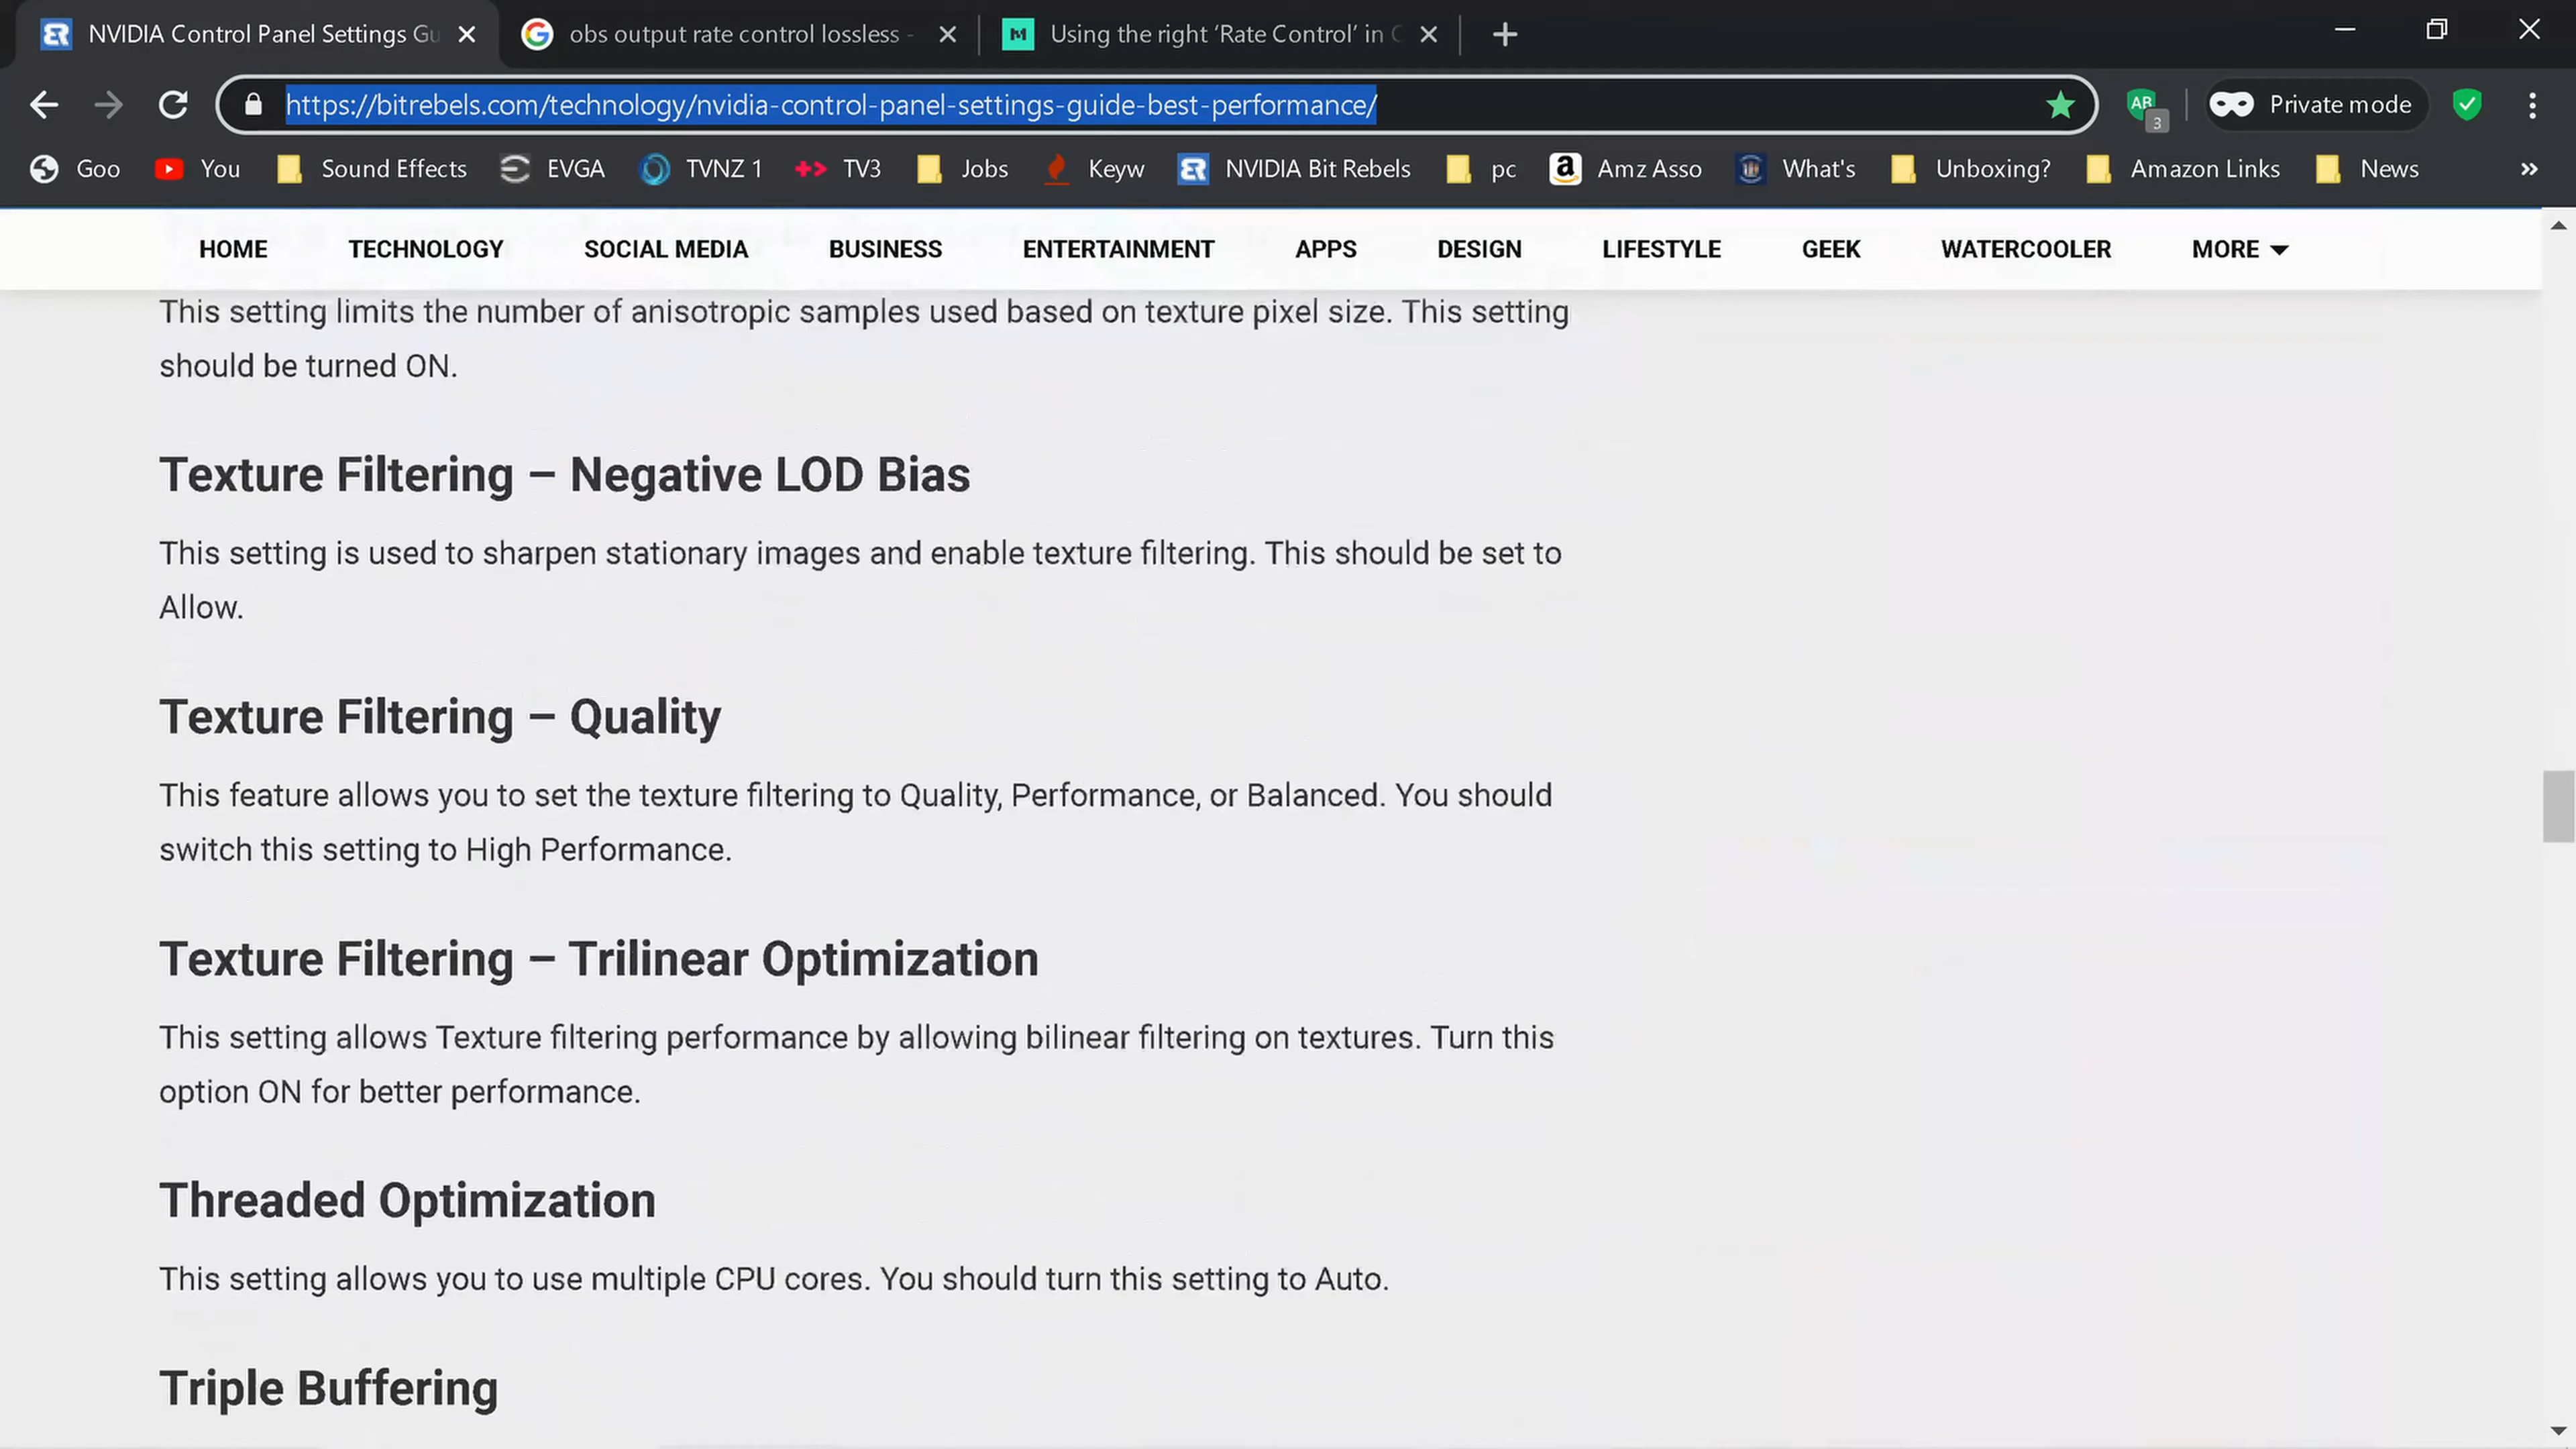 NVIDIA Control Panel Settings Gu
obs output rate control lossless -
Using the right ‘Rate Control’ in
https://bitrebels.com/technology/nvidia-control-panel-settings-guide-best-performance/
AB
3
Private mode
Goo
You
Sound Effects
EVGA
TVNZ 1
TV3
Jobs
Keyw
NVIDIA Bit Rebels
pc
Amz Asso
What's
Unboxing?
Amazon Links
News
HOME
TECHNOLOGY
SOCIAL MEDIA
BUSINESS
ENTERTAINMENT
APPS
DESIGN
LIFESTYLE
GEEK
WATERCOOLER
MORE
This setting limits the number of anisotropic samples used based on texture pixel size. This setting
should be turned ON.
Texture Filtering – Negative LOD Bias
This setting is used to sharpen stationary images and enable texture filtering. This should be set to
Allow.
Texture Filtering – Quality
This feature allows you to set the texture filtering to Quality, Performance, or Balanced. You should
switch this setting to High Performance.
Texture Filtering – Trilinear Optimization
This setting allows Texture filtering performance by allowing bilinear filtering on textures. Turn this
option ON for better performance.
Threaded Optimization
This setting allows you to use multiple CPU cores. You should turn this setting to Auto.
Triple Buffering